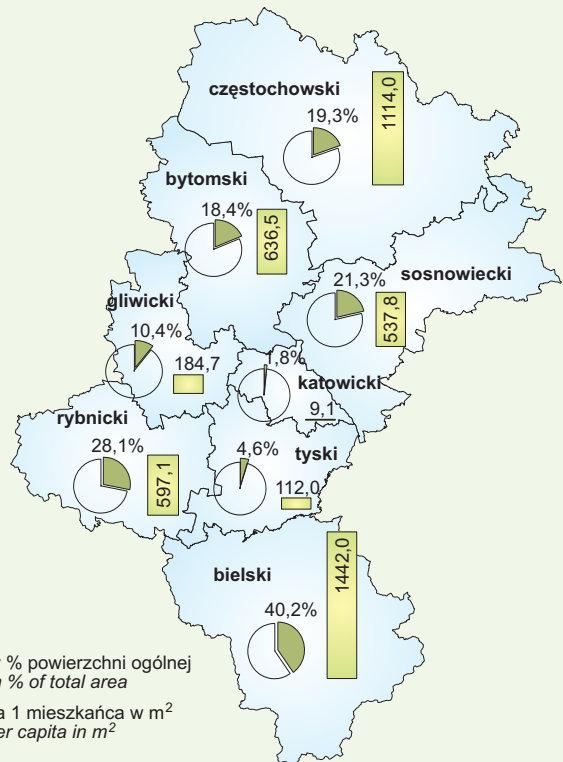 częstochowski
19,3%
1114,0
bytomski
18,4%
636,5
sosnowiecki
21,3%
537,8
gliwicki
10,4%
184,7
1,8%
katowicki
9,1
rybnicki
28,1%
597,1
4,6%
tyski
112,0
bielski
1442,0
40,2%
% powierzchni ogólnej
% of total area
1 mieszkańca w m²
capita in m²